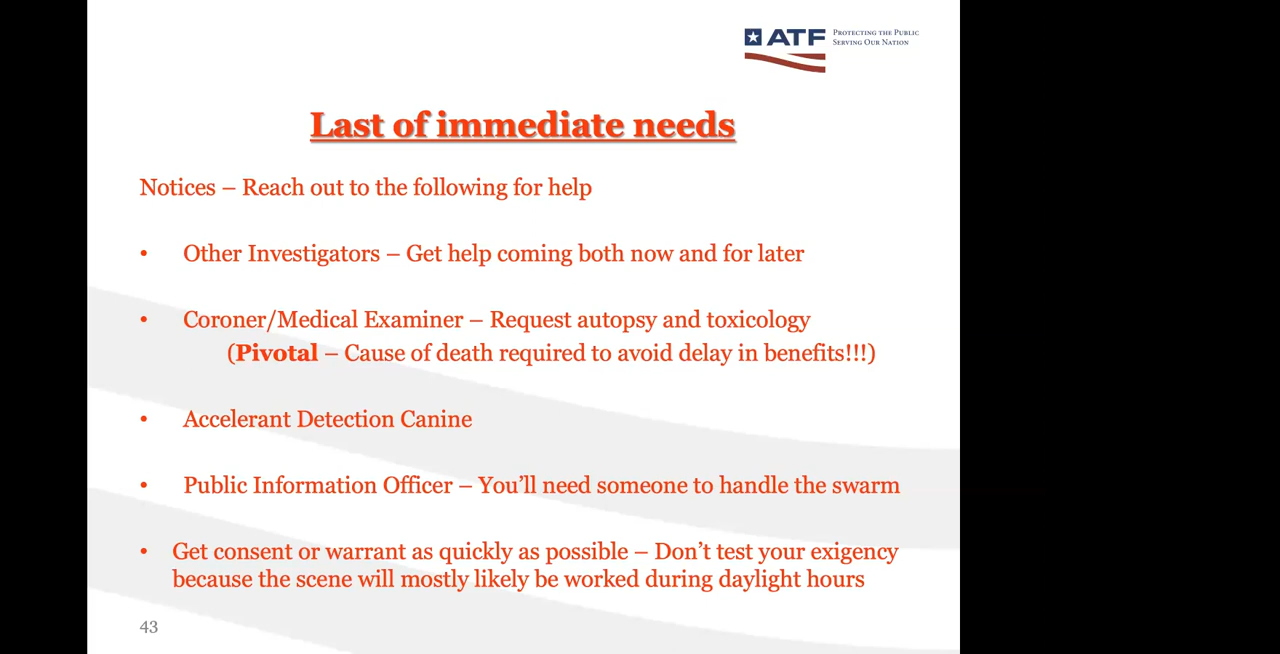 ATF
Protecting the Public
Serving Our Nation
Last of immediate needs
Notices – Reach out to the following for help
• Other Investigators – Get help coming both now and for later
• Coroner/Medical Examiner – Request autopsy and toxicology
(Pivotal – Cause of death required to avoid delay in benefits!!!)
• Accelerant Detection Canine
• Public Information Officer – You’ll need someone to handle the swarm
• Get consent or warrant as quickly as possible – Don’t test your exigency
because the scene will mostly likely be worked during daylight hours
43